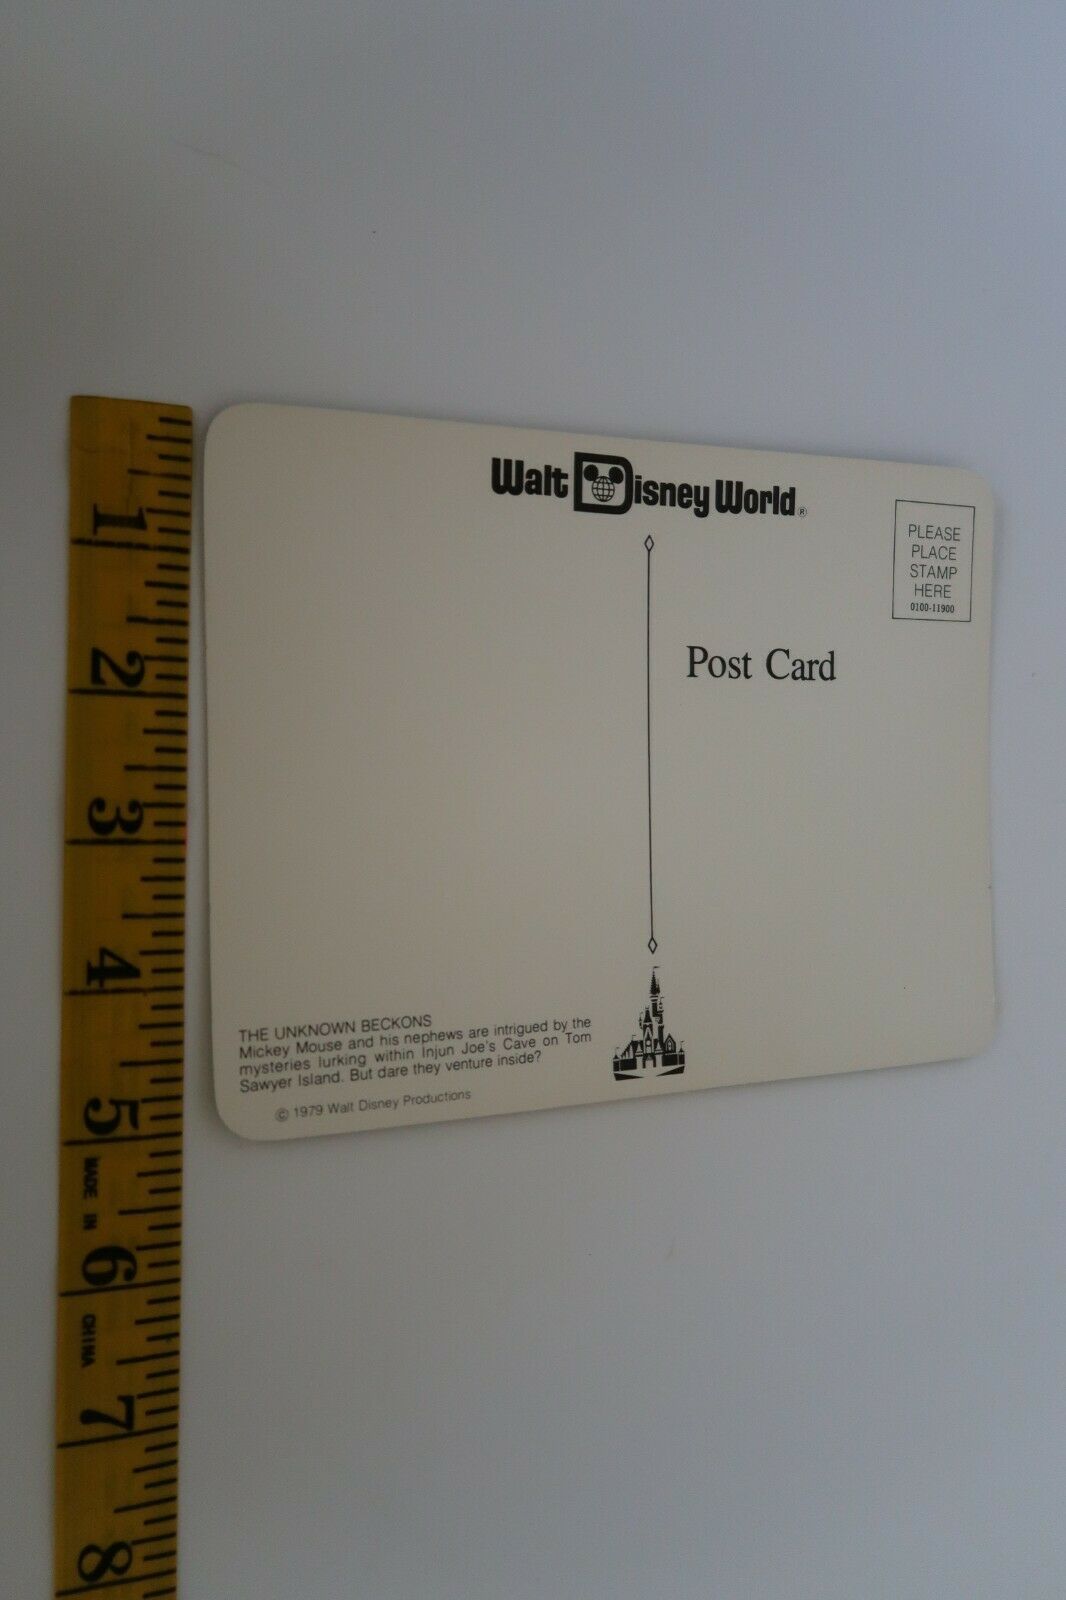 Walt Disney World®
PLEASE
PLACE
STAMP
HERE
0100-11900
Post Card
THE UNKNOWN BECKONS
Mickey Mouse and his nephews are intrigued by the
mysteries lurking within Injun Joe's Cave on Tom
Sawyer Island. But dare they venture inside?
© 1979 Walt Disney Productions
1
2
3
4
5
MADE IN
6
CHINA
7
8